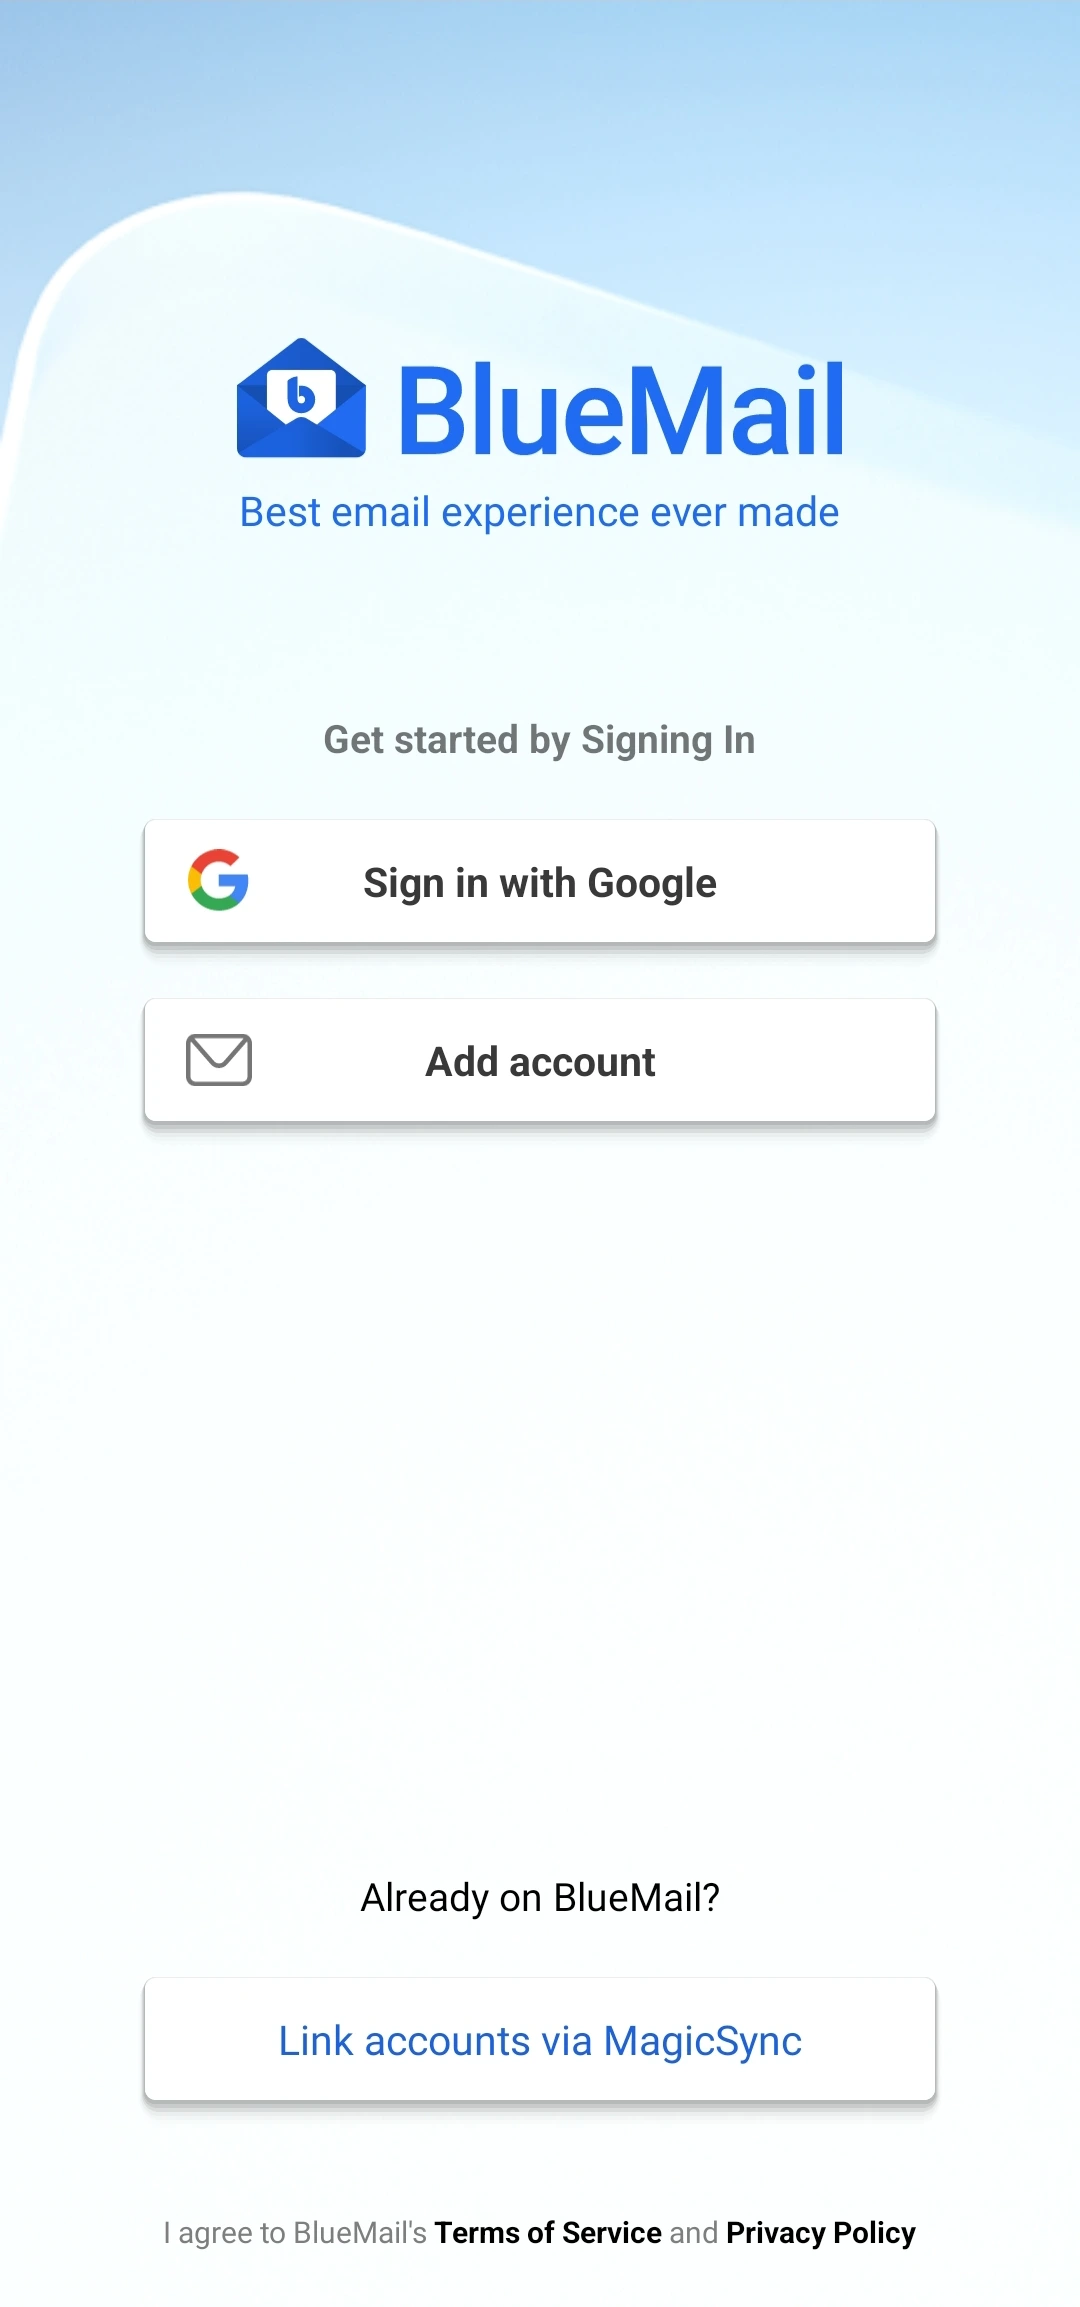 BlueMail
Best email experience ever made
Get started by Signing In
Sign in with Google
Add account
Already on BlueMail?
Link accounts via MagicSync
I agree to BlueMail's Terms of Service and Privacy Policy